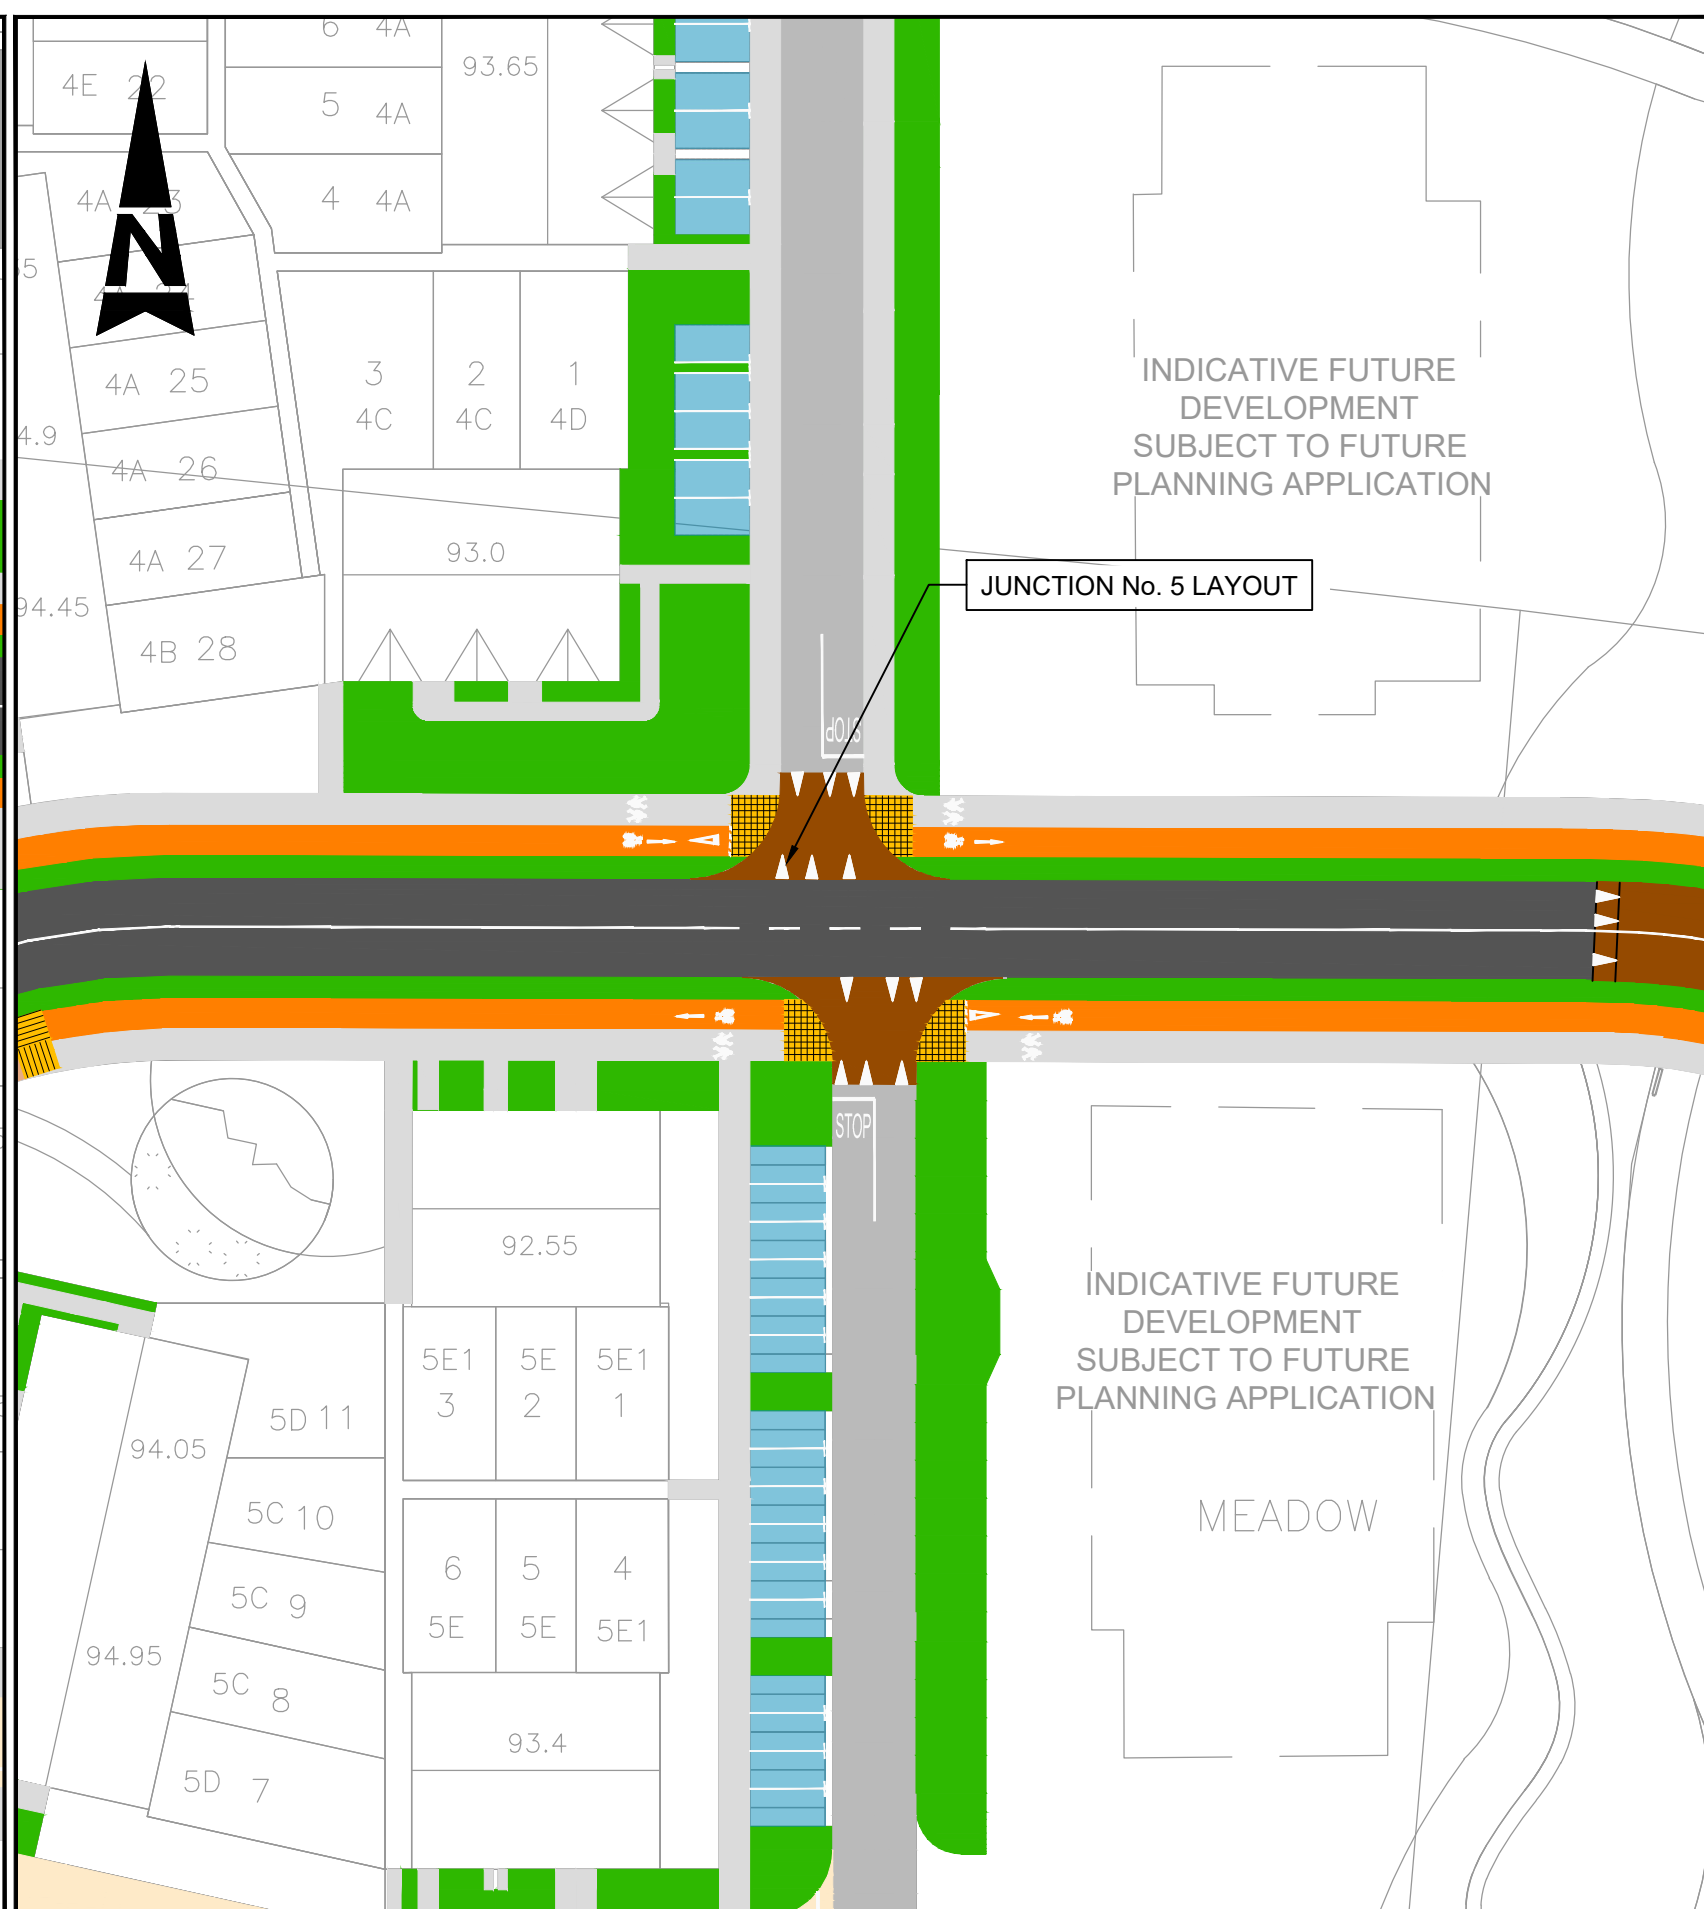 6 4A
93.65
4E 22
5 4A
4A 23
4 4A
N
4A 24
3
2
1
4A 25
4C
4C
4D
4.9
4A 26
INDICATIVE FUTURE
DEVELOPMENT
SUBJECT TO FUTURE
PLANNING APPLICATION
93.0
4A 27
JUNCTION No. 5 LAYOUT
94.45
4B 28
STOP
STOP
92.55
INDICATIVE FUTURE
DEVELOPMENT
SUBJECT TO FUTURE
PLANNING APPLICATION
5E1
5E
5E1
3
2
1
5D 11
94.05
5C 10
MEADOW
6
5
4
5C 9
5E
5E
5E1
94.95
5C 8
93.4
5D 7